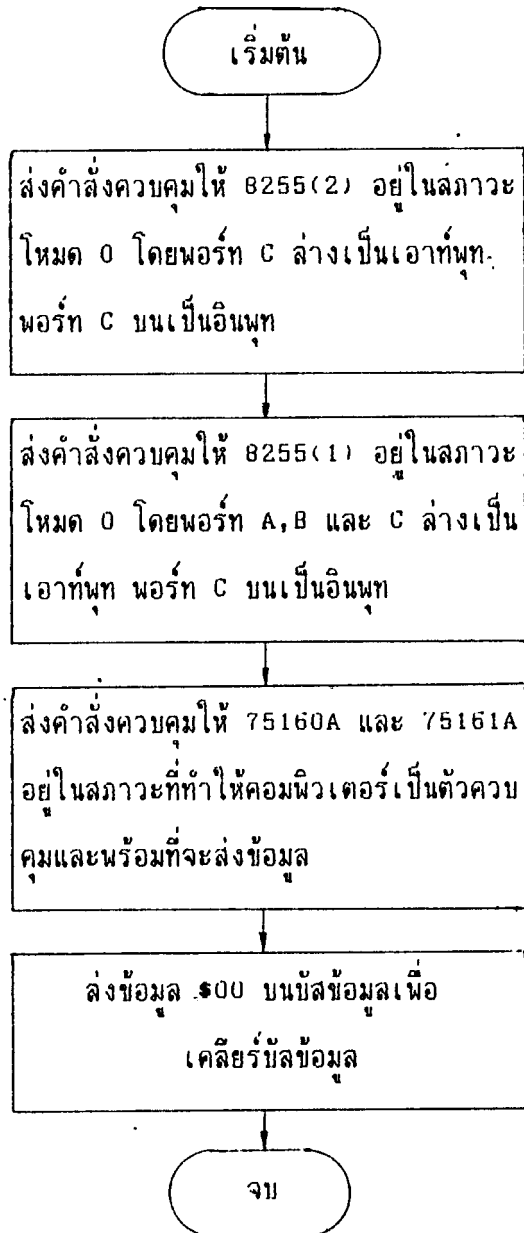 เริ่มต้น
ส่งคำสั่งควบคุมให้ 8255(2) อยู่ในสภาวะ
โหมด 0 โดยพอร์ท C ล่างเป็นเอาท์พุท
พอร์ท C บนเป็นอินพุท
ส่งคำสั่งควบคุมให้ 8255(1) อยู่ในสภาวะ
โหมด 0 โดยพอร์ท A,B และ C ล่างเป็น
เอาท์พุท พอร์ท C บนเป็นอินพุท
ส่งคำสั่งควบคุมให้ 75160A และ 75161A
อยู่ในสภาวะที่ทำให้คอมพิวเตอร์เป็นตัวควบ
คุมและพร้อมที่จะส่งข้อมูล
ส่งข้อมูล $00 บนบัสข้อมูลเพื่อ
เคลียร์บัสข้อมูล
จบ